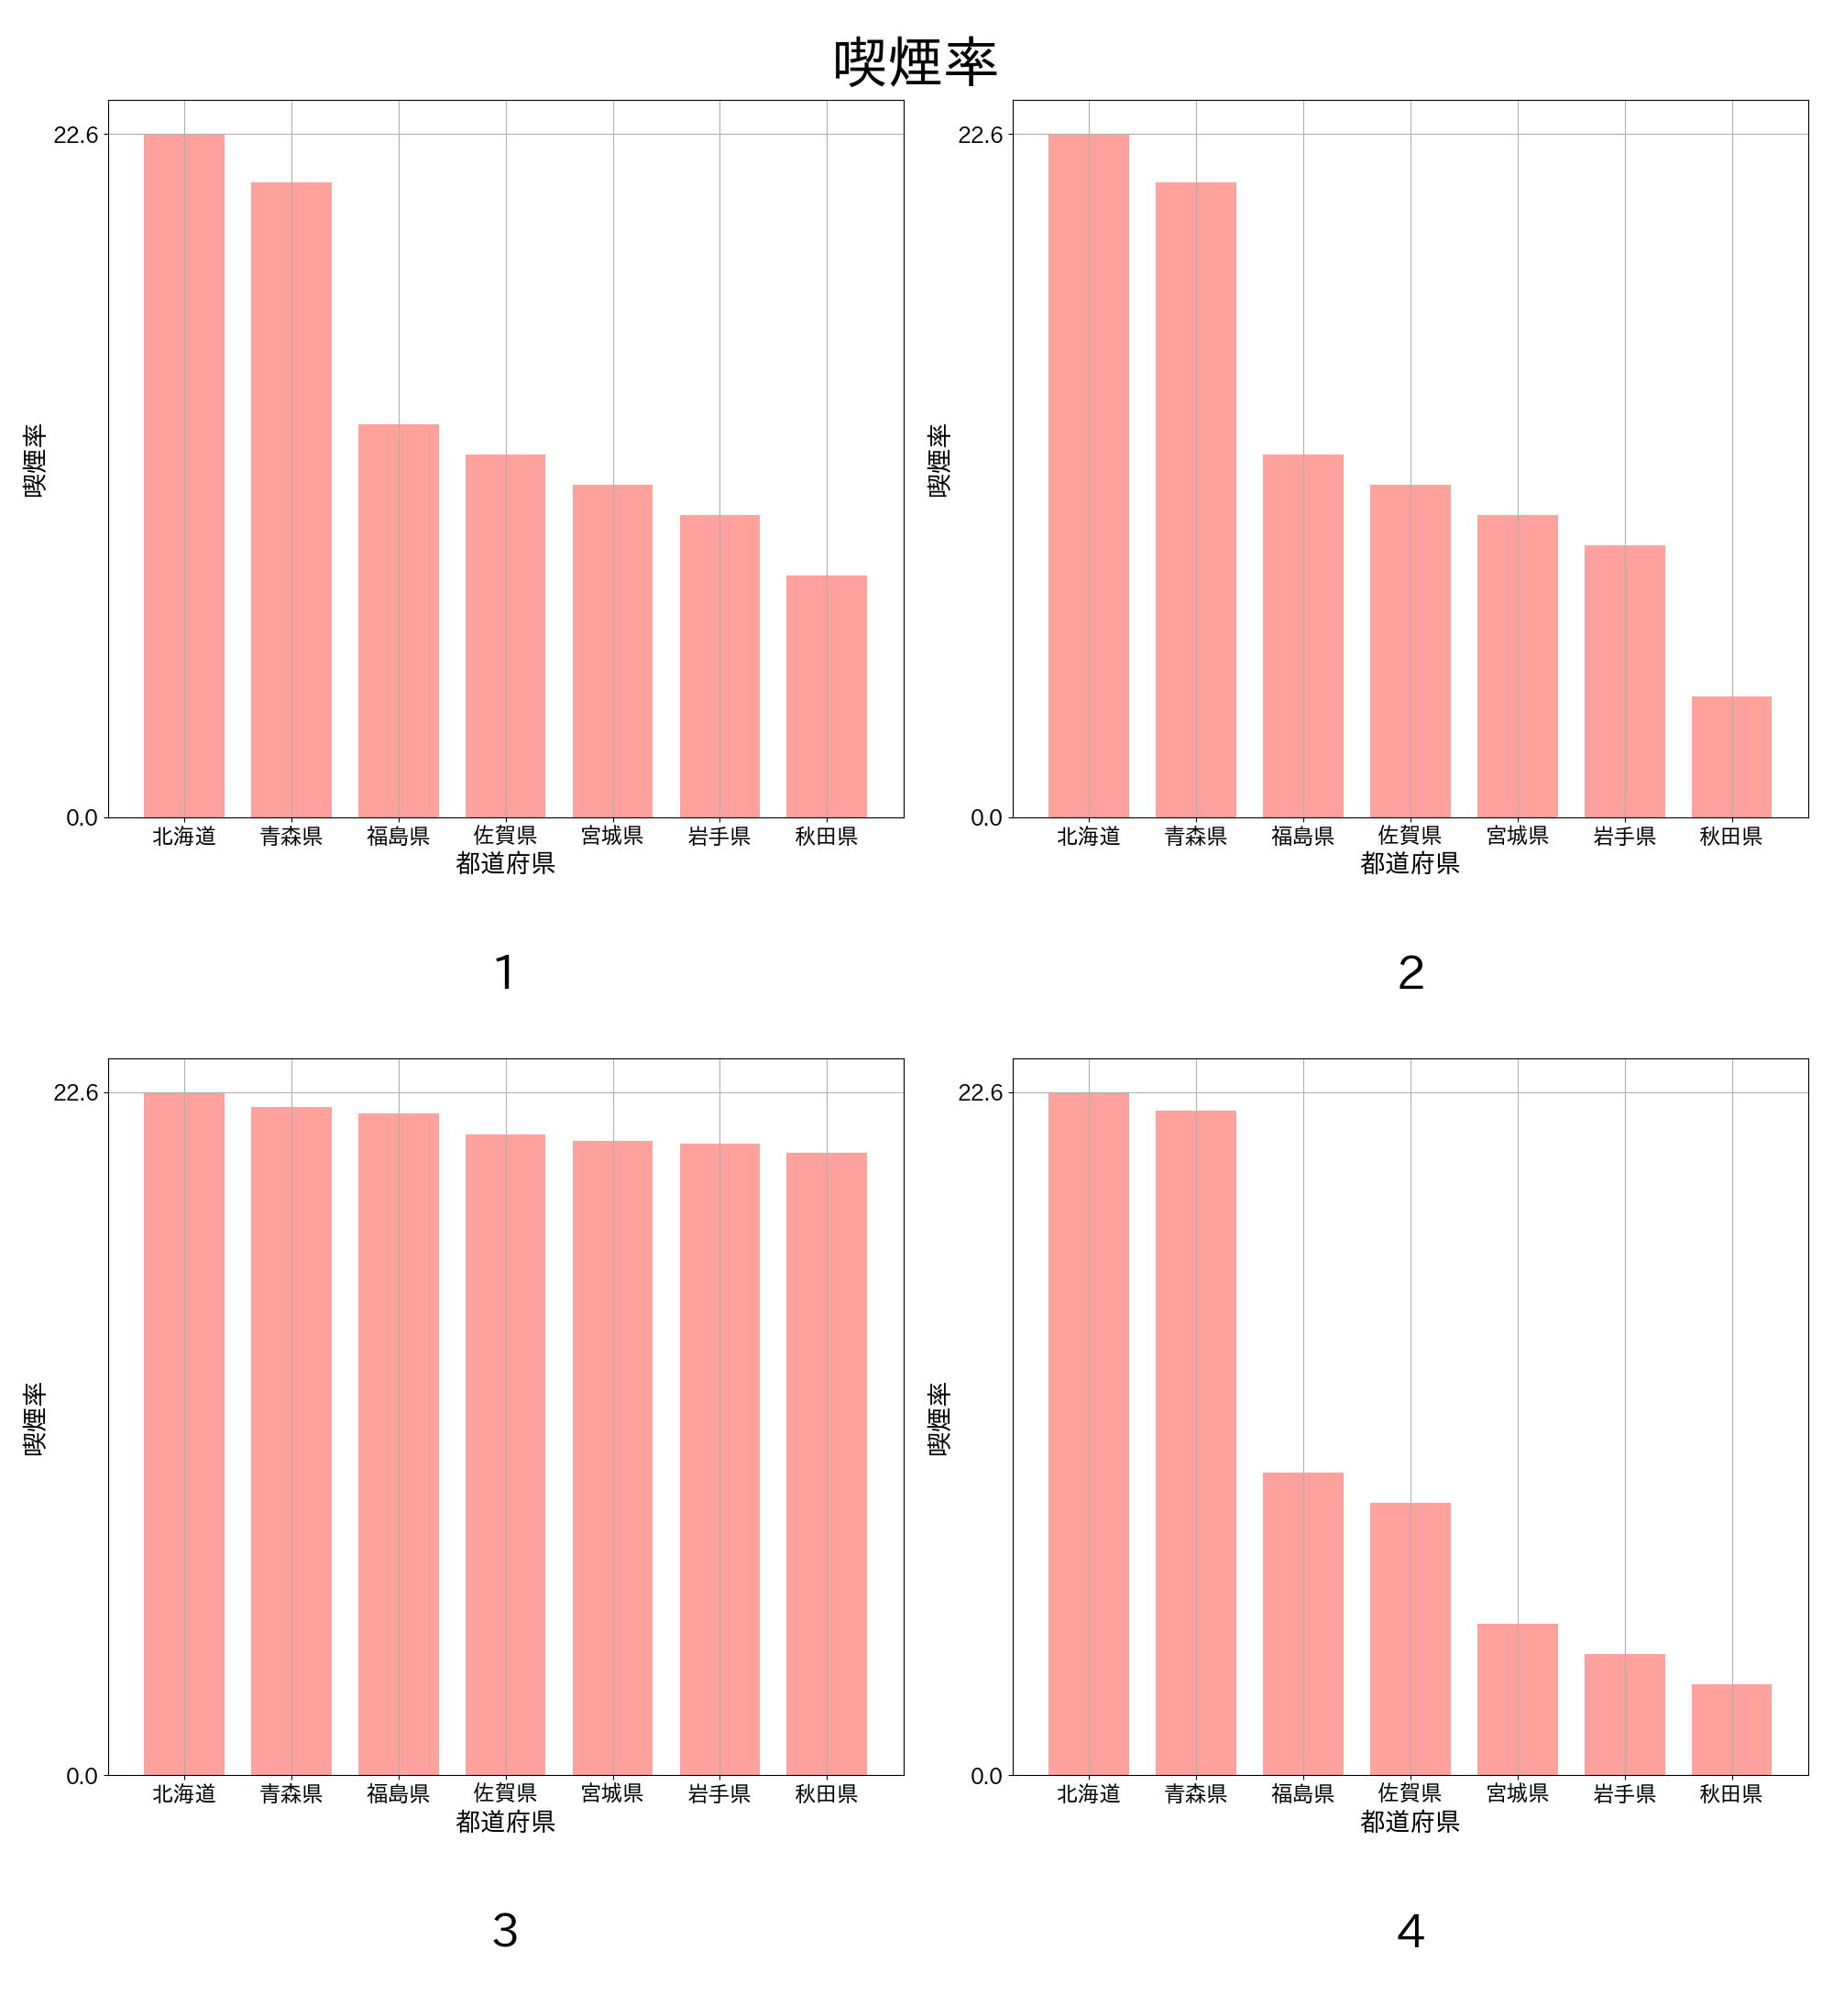 喫煙率
22.6
喫煙率
0.0
北海道 青森県 福島県 佐賀県 宮城県 岩手県 秋田県
都道府県
1
22.6
喫煙率
0.0
北海道 青森県 福島県 佐賀県 宮城県 岩手県 秋田県
都道府県
2
22.6
喫煙率
0.0
北海道 青森県 福島県 佐賀県 宮城県 岩手県 秋田県
都道府県
3
22.6
喫煙率
0.0
北海道 青森県 福島県 佐賀県 宮城県 岩手県 秋田県
都道府県
4